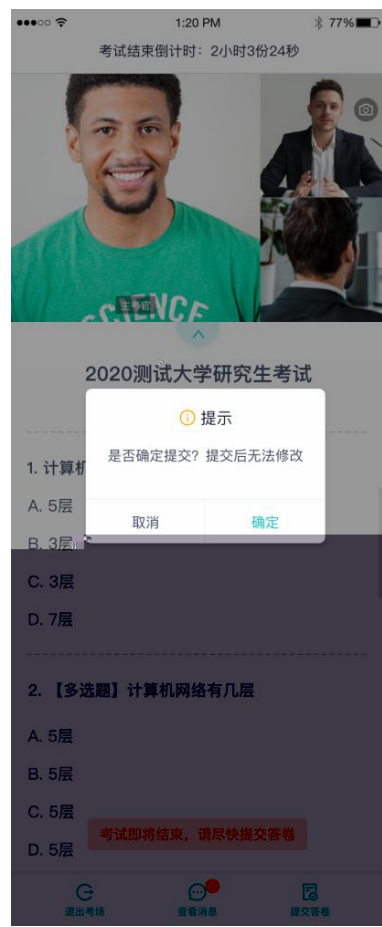 1:20 PM
77%
考试结束倒计时：2小时3份24秒
SCIENCE
主考官
2020测试大学研究生考试
提示
是否确定提交？提交后无法修改
取消
确定
1. 计算机
A. 5层
B. 3层
C. 3层
D. 7层
2. 【多选题】计算机网络有几层
A. 5层
B. 5层
C. 5层
D. 5层
考试即将结束，请尽快提交答卷
退出考场
查看消息
提交答卷